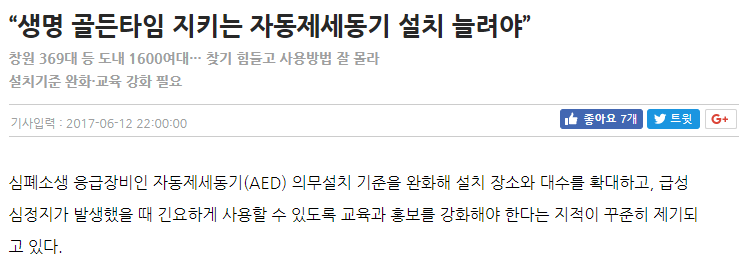 “생명 골든타임 지키는 자동제세동기 설치 늘려야”
창원 369대 등 도내 1600여대… 찾기 힘들고 사용방법 잘 몰라
설치기준 완화·교육 강화 필요
기사입력 : 2017-06-12 22:00:00
좋아요 7개
트윗
G+
심폐소생 응급장비인 자동제세동기(AED) 의무설치 기준을 완화해 설치 장소와 대수를 확대하고, 급성
심정지가 발생했을 때 긴요하게 사용할 수 있도록 교육과 홍보를 강화해야 한다는 지적이 꾸준히 제기되
고 있다.